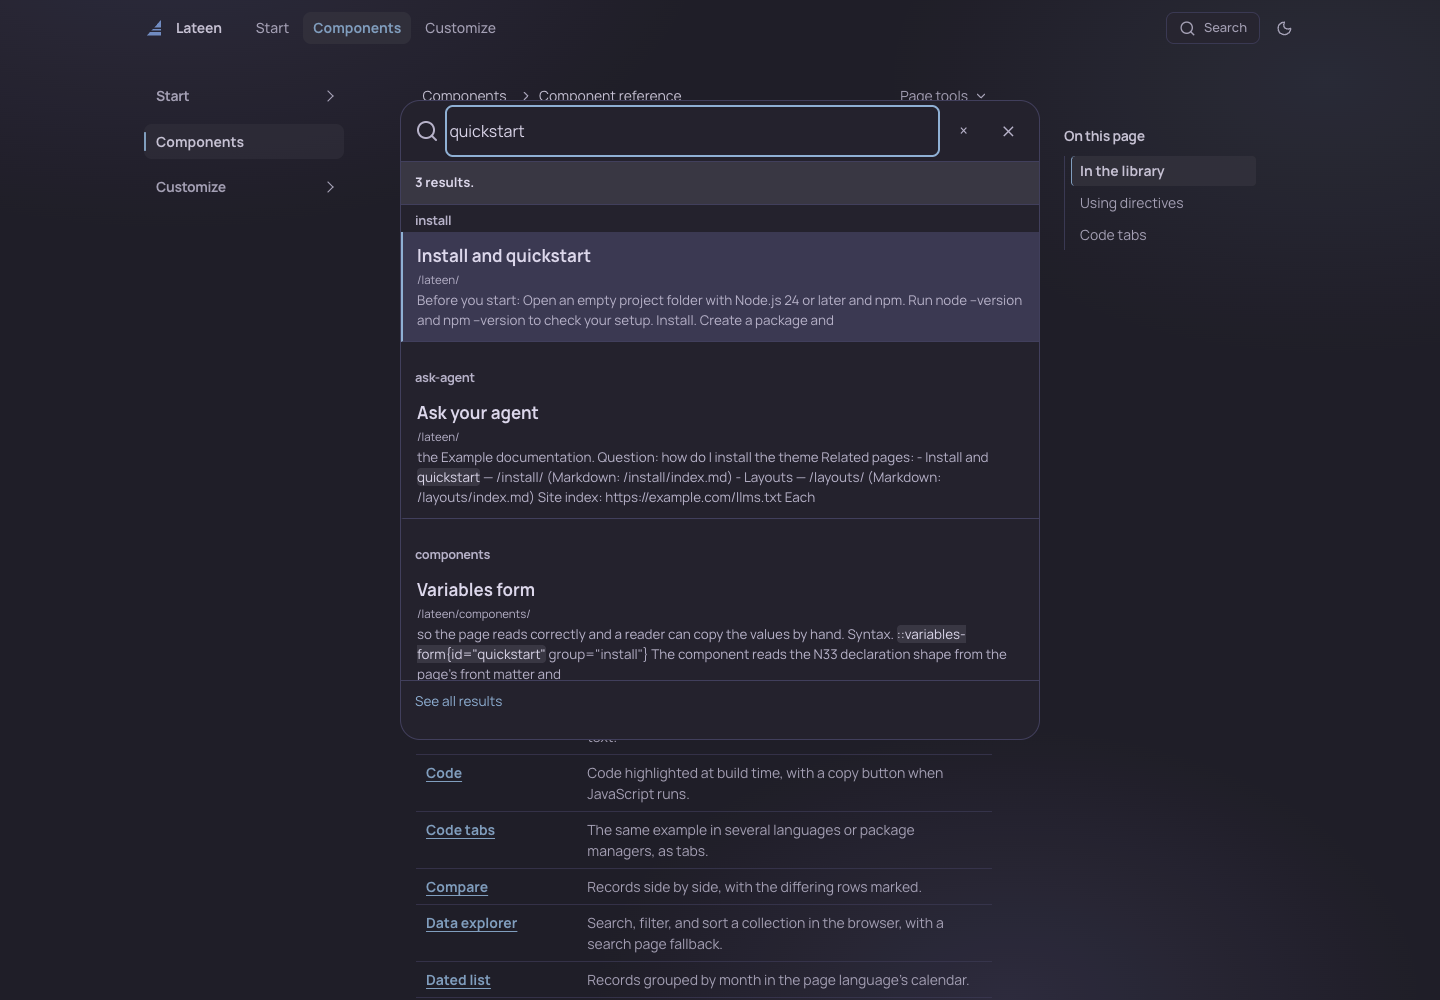 Lateen
Start
Components
Customize
Search
Start
Components
Customize
Components
Component reference
Page tools
quickstart
3 results.
install
Install and quickstart
/lateen/
Before you start: Open an empty project folder with Node.js 24 or later and npm. Run node –version
and npm –version to check your setup. Install. Create a package and
ask-agent
Ask your agent
/lateen/
the Example documentation. Question: how do I install the theme Related pages: - Install and
quickstart — /install/ (Markdown: /install/index.md) - Layouts — /layouts/ (Markdown:
/layouts/index.md) Site index: https://example.com/llms.txt Each
components
Variables form
/lateen/components/
so the page reads correctly and a reader can copy the values by hand. Syntax. ::variables-
form{id="quickstart" group="install"} The component reads the N33 declaration shape from the
page's front matter and
See all results
On this page
In the library
Using directives
Code tabs
text.
Code
Code highlighted at build time, with a copy button when
JavaScript runs.
Code tabs
The same example in several languages or package
managers, as tabs.
Compare
Records side by side, with the differing rows marked.
Data explorer
Search, filter, and sort a collection in the browser, with a
search page fallback.
Dated list
Records grouped by month in the page language's calendar.